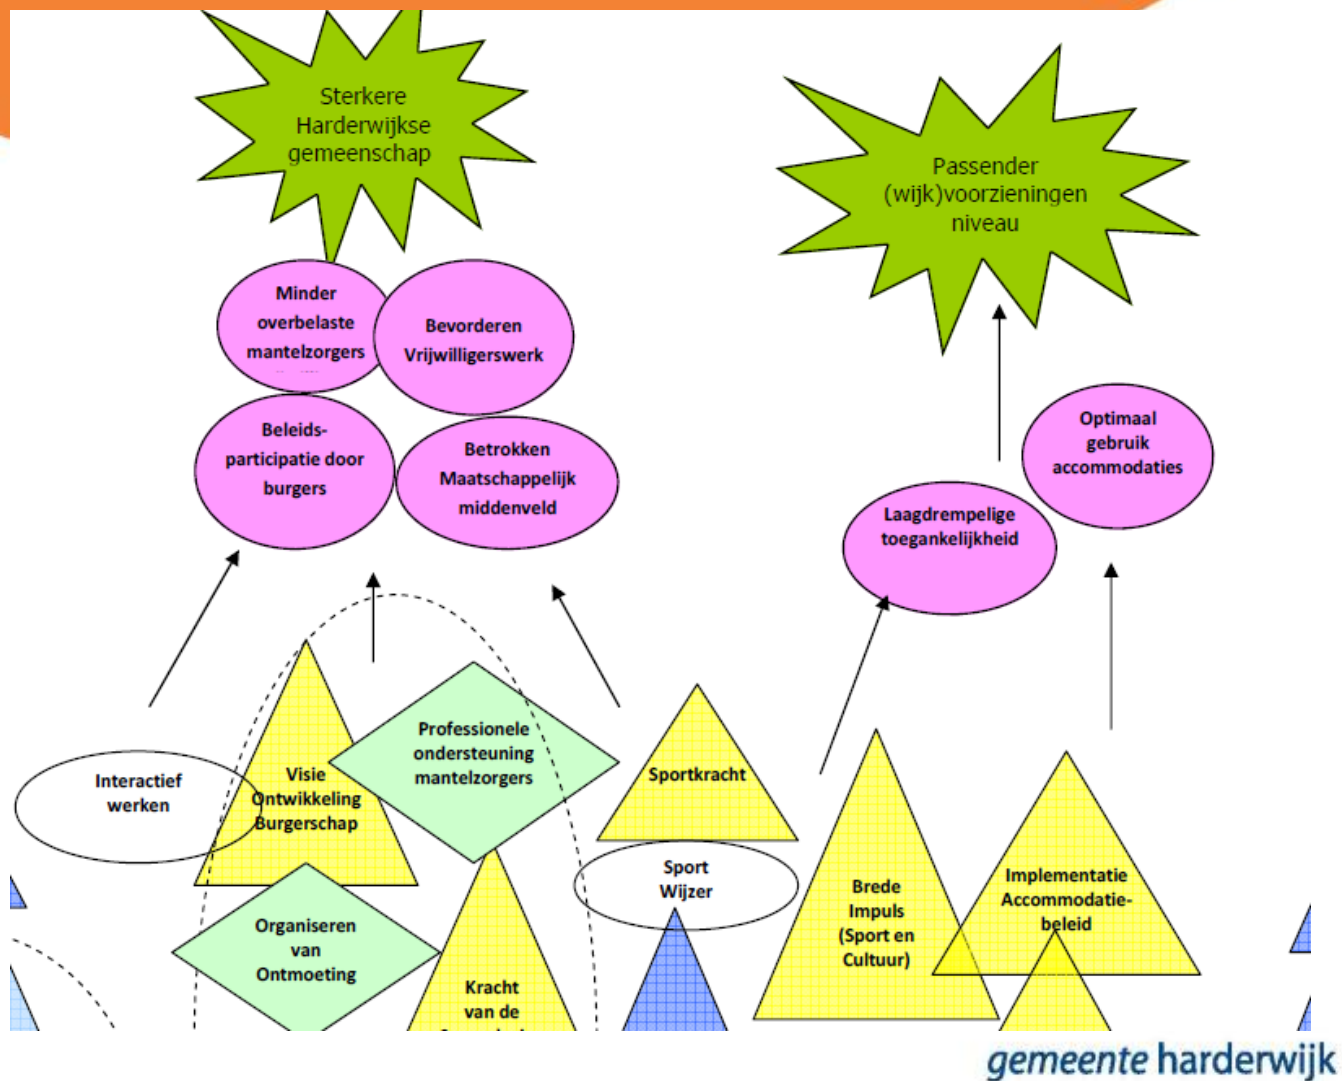 Sterkere
Harderwijkse
gemeenschap
Passender
(wijk)voorzieningen
niveau
Minder
overbelaste
mantelzorgers
Bevorderen
Vrijwilligerswerk
Beleids-
participatie door
burgers
Betrokken
Maatschappelijk
middenveld
Optimaal
gebruik
accommodaties
Laagdrempelige
toegankelijkheid
Interactief
werken
Visie
Ontwikkeling
Burgerschap
Professionele
ondersteuning
mantelzorgers
Sportkracht
Sport
Wijzer
Organiseren
van
Ontmoeting
Kracht
van de
Brede
Impuls
(Sport en
Cultuur)
Implementatie
Accommodatie-
beleid
gemeente harderwijk